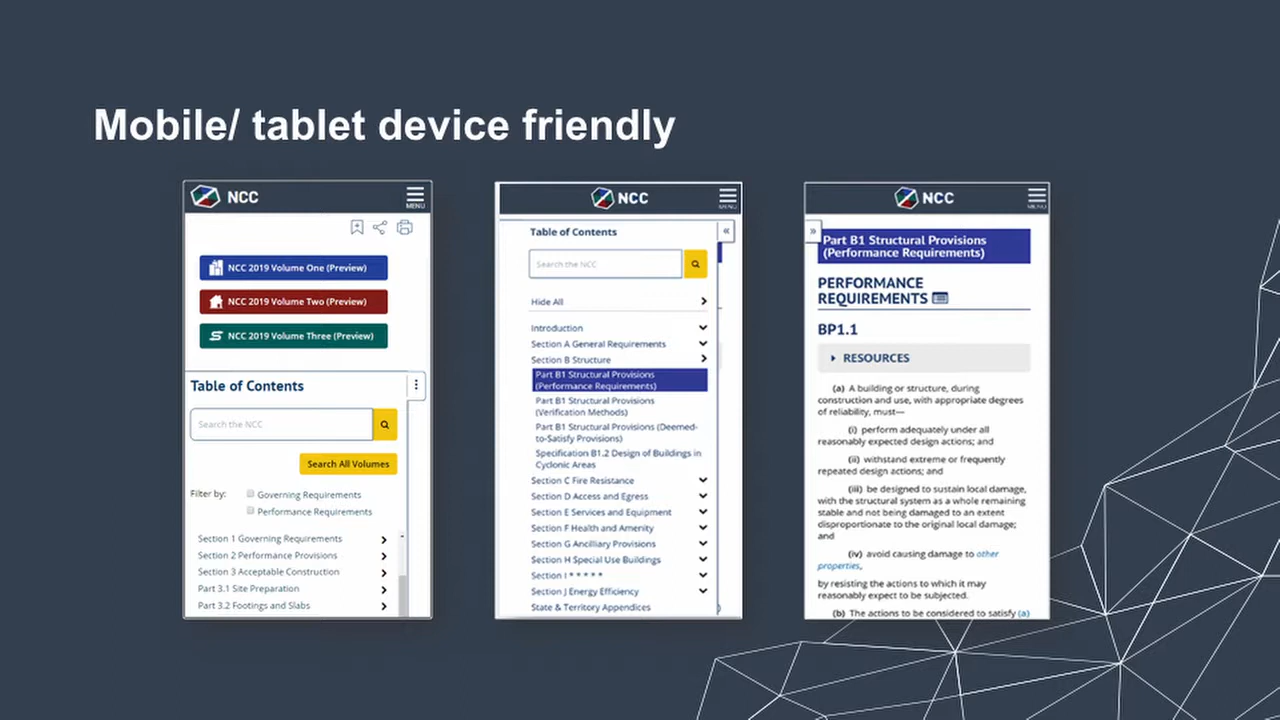 Mobile/ tablet device friendly
NCC
MENU
NCC 2019 Volume One (Preview)
NCC 2019 Volume Two (Preview)
NCC 2019 Volume Three (Preview)
Table of Contents
Search the NCC
Search All Volumes
Filter by:
Governing Requirements
Performance Requirements
Section 1 Governing Requirements
Section 2 Performance Provisions
Section 3 Acceptable Construction
Part 3.1 Site Preparation
Part 3.2 Footings and Slabs
NCC
MENU
Table of Contents
«
Search the NCC
Hide All
Introduction
Section A General Requirements
Section B Structure
Part B1 Structural Provisions
(Performance Requirements)
Part B1 Structural Provisions
(Verification Methods)
Part B1 Structural Provisions (Deemed-
to-Satisfy Provisions)
Specification B1.2 Design of Buildings in
Cyclonic Areas
Section C Fire Resistance
Section D Access and Egress
Section E Services and Equipment
Section F Health and Amenity
Section G Ancilliary Provisions
Section H Special Use Buildings
Section I * * * * *
Section J Energy Efficiency
State & Territory Appendices
NCC
MENU
»
Part B1 Structural Provisions
(Performance Requirements)
PERFORMANCE
REQUIREMENTS
BP1.1
RESOURCES
(a) A building or structure, during
construction and use, with appropriate degrees
of reliability, must—
(i) perform adequately under all
reasonably expected design actions; and
(ii) withstand extreme or frequently
repeated design actions; and
(iii) be designed to sustain local damage,
with the structural system as a whole remaining
stable and not being damaged to an extent
disproportionate to the original local damage;
and
(iv) avoid causing damage to other
properties,
by resisting the actions to which it may
reasonably expect to be subjected.
(b) The actions to be considered to satisfy (a)